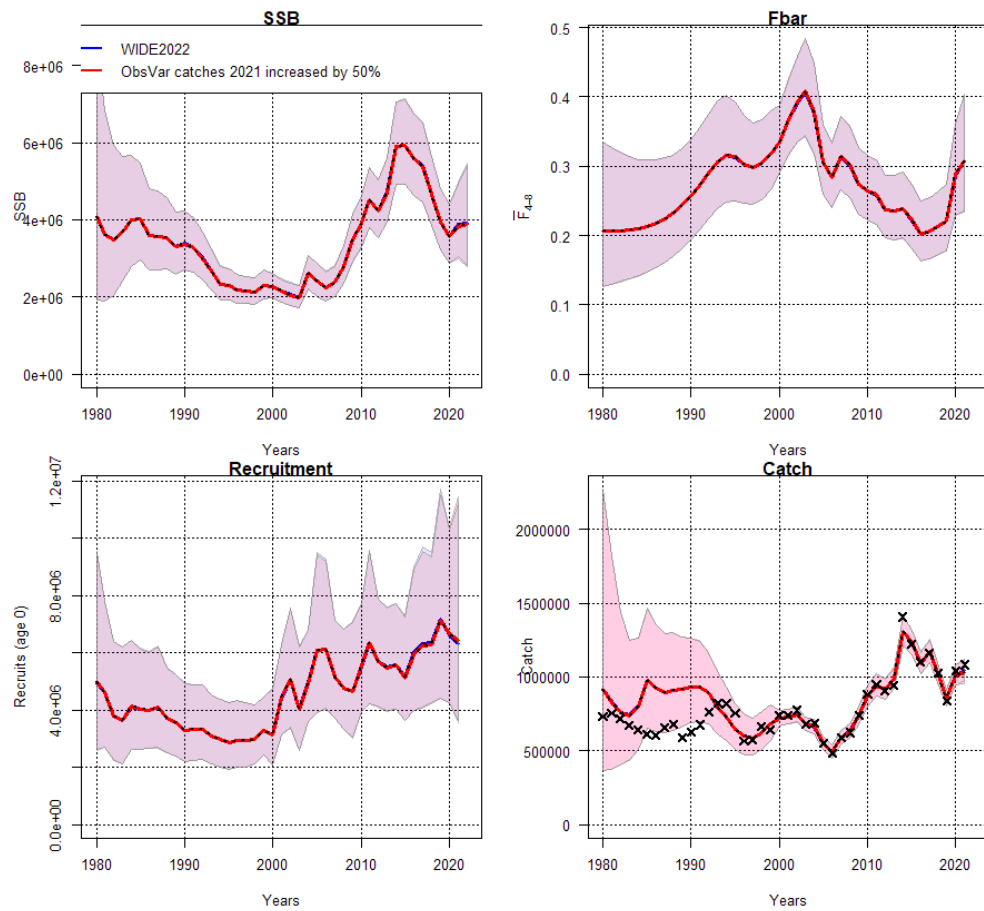 SSB
WIDE2022
ObsVar catches 2021 increased by 50%
8e+06
6e+06
4e+06
2e+06
0e+00
SSB
1980
1990
2000
2010
2020
Years
Fbar
0.5
0.4
0.3
0.2
0.1
0.0
F̅4-8
1980
1990
2000
2010
2020
Years
Recruitment
1.2e+07
8.0e+06
4.0e+06
0.0e+00
Recruits (age 0)
1980
1990
2000
2010
2020
Years
Catch
2000000
1500000
1000000
500000
0
Catch
1980
1990
2000
2010
2020
Years